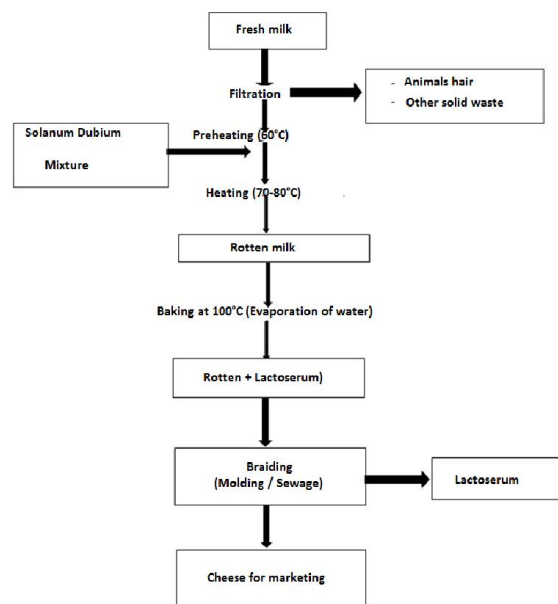 Fresh milk
Filtration
- Animals hair
- Other solid waste
Solanum Dubium
Mixture
Preheating (60°C)
Heating (70-80°C)
Rotten milk
Baking at 100°C (Evaporation of water)
Rotten + Lactoserum)
Braiding
(Molding / Sewage)
Lactoserum
Cheese for marketing